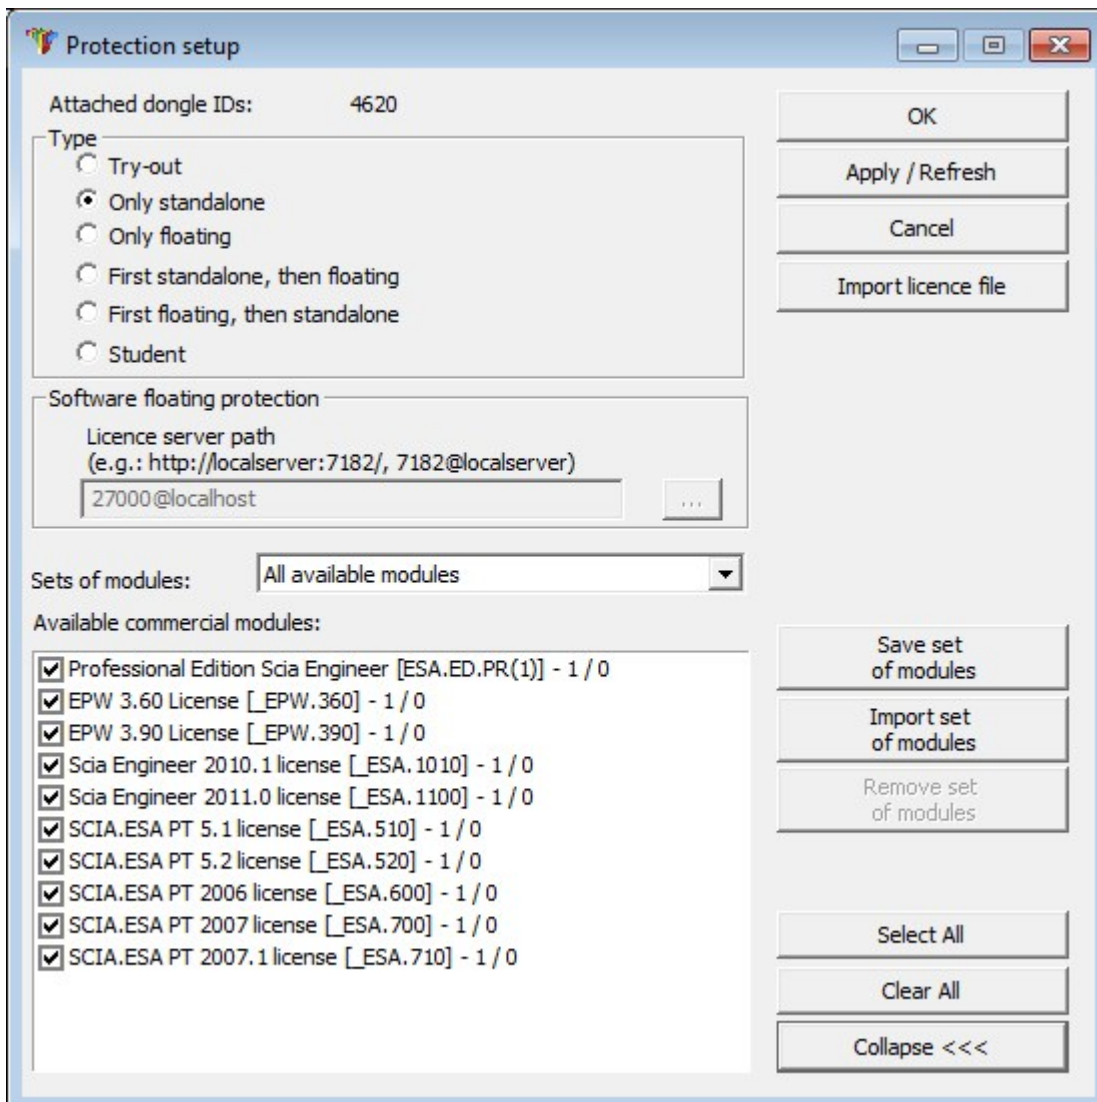 Protection setup
Attached dongle IDs: 4620
Type
Try-out
Only standalone
Only floating
First standalone, then floating
First floating, then standalone
Student
OK
Apply / Refresh
Cancel
Import licence file
Software floating protection
Licence server path
(e.g.: http://localserver:7182/, 7182@localserver)
27000@localhost
...
Sets of modules:
All available modules
Available commercial modules:
Professional Edition Scia Engineer [ESA.ED.PR(1)] - 1 / 0
EPW 3.60 License [_EPW.360] - 1 / 0
EPW 3.90 License [_EPW.390] - 1 / 0
Scia Engineer 2010.1 license [_ESA.1010] - 1 / 0
Scia Engineer 2011.0 license [_ESA.1100] - 1 / 0
SCIA.ESA PT 5.1 license [_ESA.510] - 1 / 0
SCIA.ESA PT 5.2 license [_ESA.520] - 1 / 0
SCIA.ESA PT 2006 license [_ESA.600] - 1 / 0
SCIA.ESA PT 2007 license [_ESA.700] - 1 / 0
SCIA.ESA PT 2007.1 license [_ESA.710] - 1 / 0
Save set
of modules
Import set
of modules
Remove set
of modules
Select All
Clear All
Collapse <<<